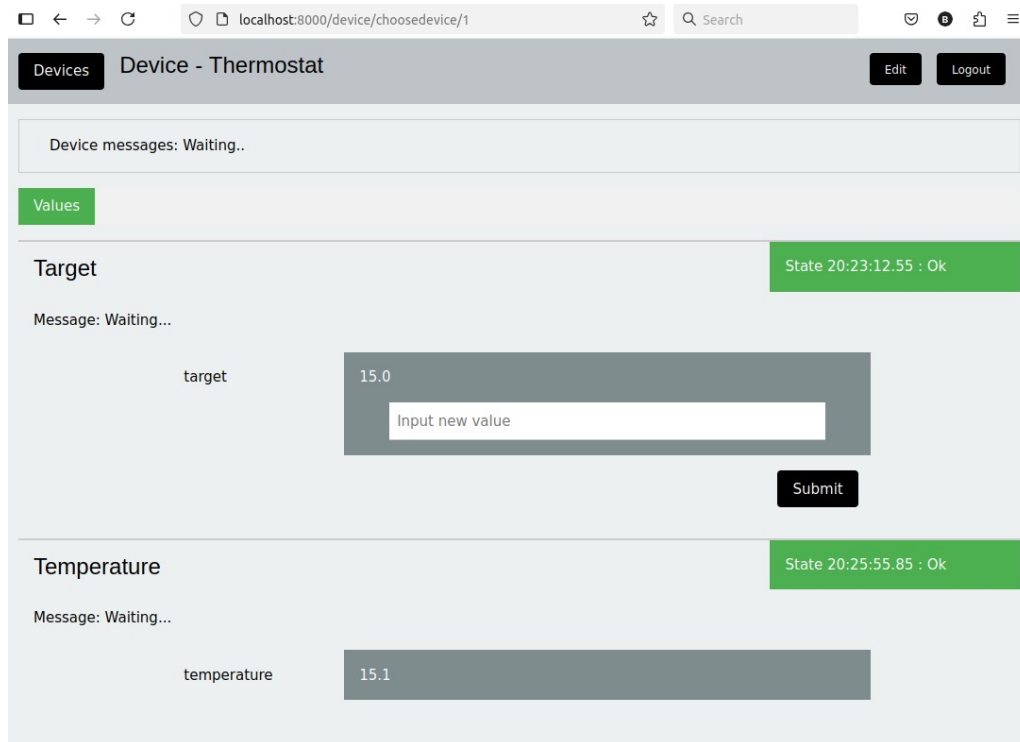 localhost:8000/device/choosedevice/1
Search
B
Devices
Device - Thermostat
Edit
Logout
Device messages: Waiting..
Values
Target
State 20:23:12.55 : Ok
Message: Waiting...
target
15.0
Input new value
Submit
Temperature
State 20:25:55.85 : Ok
Message: Waiting...
temperature
15.1